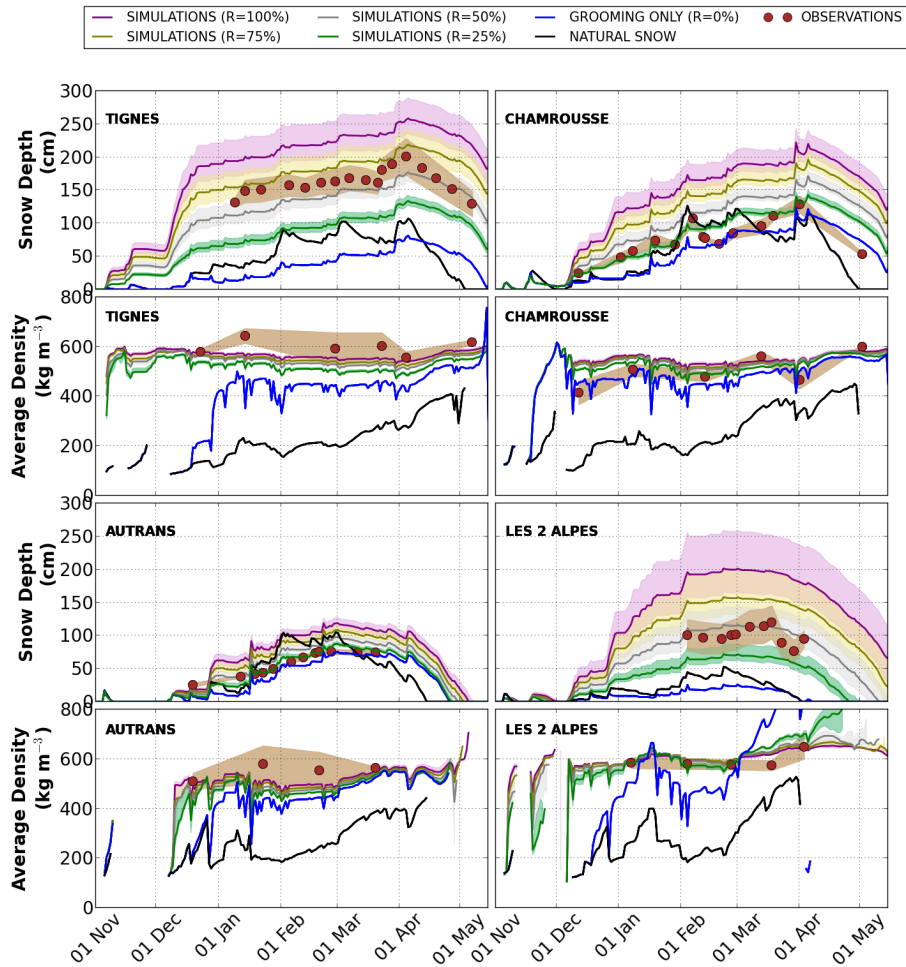 SIMULATIONS (R=100%) SIMULATIONS (R=50%) GROOMING ONLY (R=0%) OBSERVATIONS
SIMULATIONS (R=75%) SIMULATIONS (R=25%) NATURAL SNOW
300
250
200
150
100
50
0
Snow Depth
(cm)
TIGNES
CHAMROUSSE
800
600
400
200
0
Average Density
(kg m⁻³)
TIGNES
CHAMROUSSE
300
250
200
150
100
50
0
Snow Depth
(cm)
AUTRANS
LES 2 ALPES
800
600
400
200
0
Average Density
(kg m⁻³)
AUTRANS
LES 2 ALPES
01 Nov 01 Dec 01 Jan 01 Feb 01 Mar 01 Apr 01 May 01 Nov 01 Dec 01 Jan 01 Feb 01 Mar 01 Apr 01 May